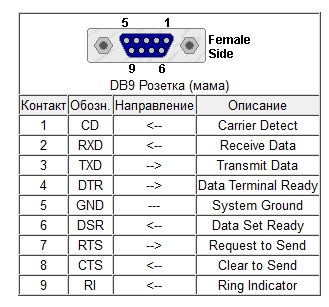 5 1
Female
Side
9 6
DB9 Розетка (мама)
Контакт Обозн. Направление Описание
1 CD <-- Carrier Detect
2 RXD <-- Receive Data
3 TXD --> Transmit Data
4 DTR --> Data Terminal Ready
5 GND --- System Ground
6 DSR <-- Data Set Ready
7 RTS --> Request to Send
8 CTS <-- Clear to Send
9 RI <-- Ring Indicator